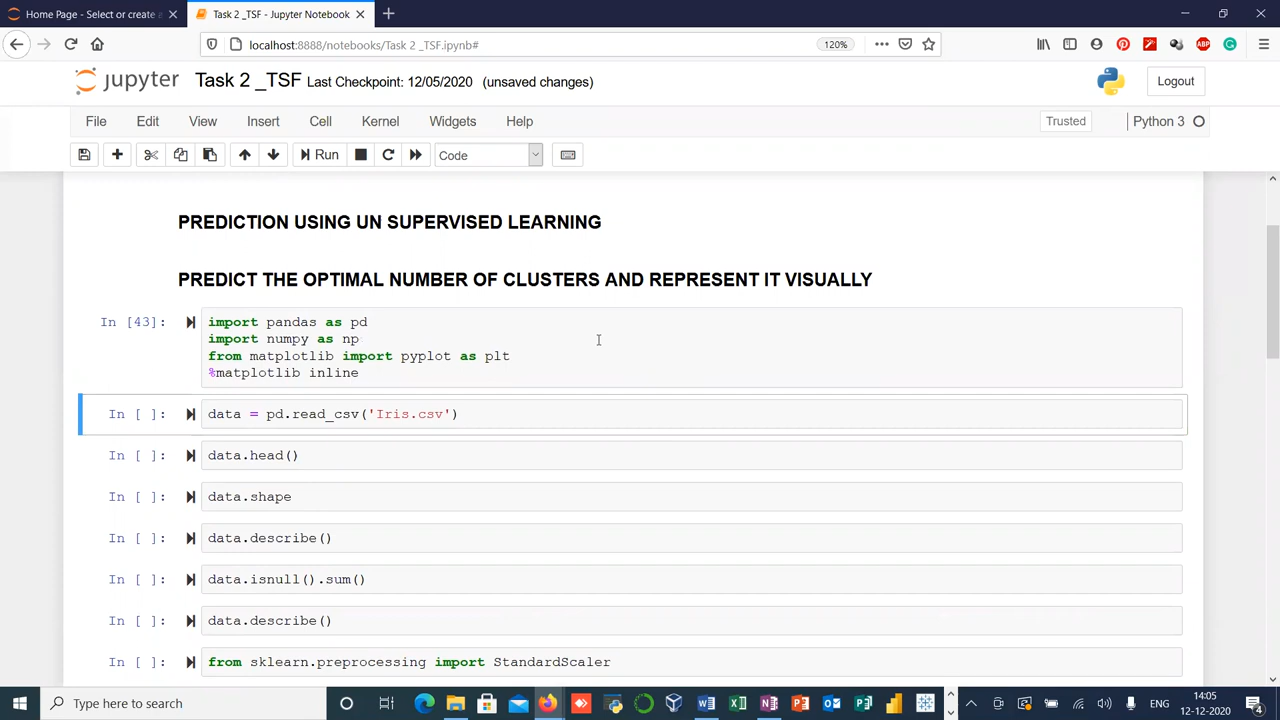 Home Page - Select or create a
Task 2 _TSF - Jupyter Notebook
localhost:8888/notebooks/Task 2 _TSF.ipynb#
120%
ABP
jupyter Task 2 _TSF Last Checkpoint: 12/05/2020 (unsaved changes)
Logout
File Edit View Insert Cell Kernel Widgets Help
Trusted
Python 3
Run
Code
PREDICTION USING UN SUPERVISED LEARNING
PREDICT THE OPTIMAL NUMBER OF CLUSTERS AND REPRESENT IT VISUALLY
In [43]:
import pandas as pd
import numpy as np
from matplotlib import pyplot as plt
%matplotlib inline
In [ ]: data = pd.read_csv('Iris.csv')
In [ ]: data.head()
In [ ]: data.shape
In [ ]: data.describe()
In [ ]: data.isnull().sum()
In [ ]: data.describe()
In [ ]: from sklearn.preprocessing import StandardScaler
Type here to search
ENG
14:05
12-12-2020
4